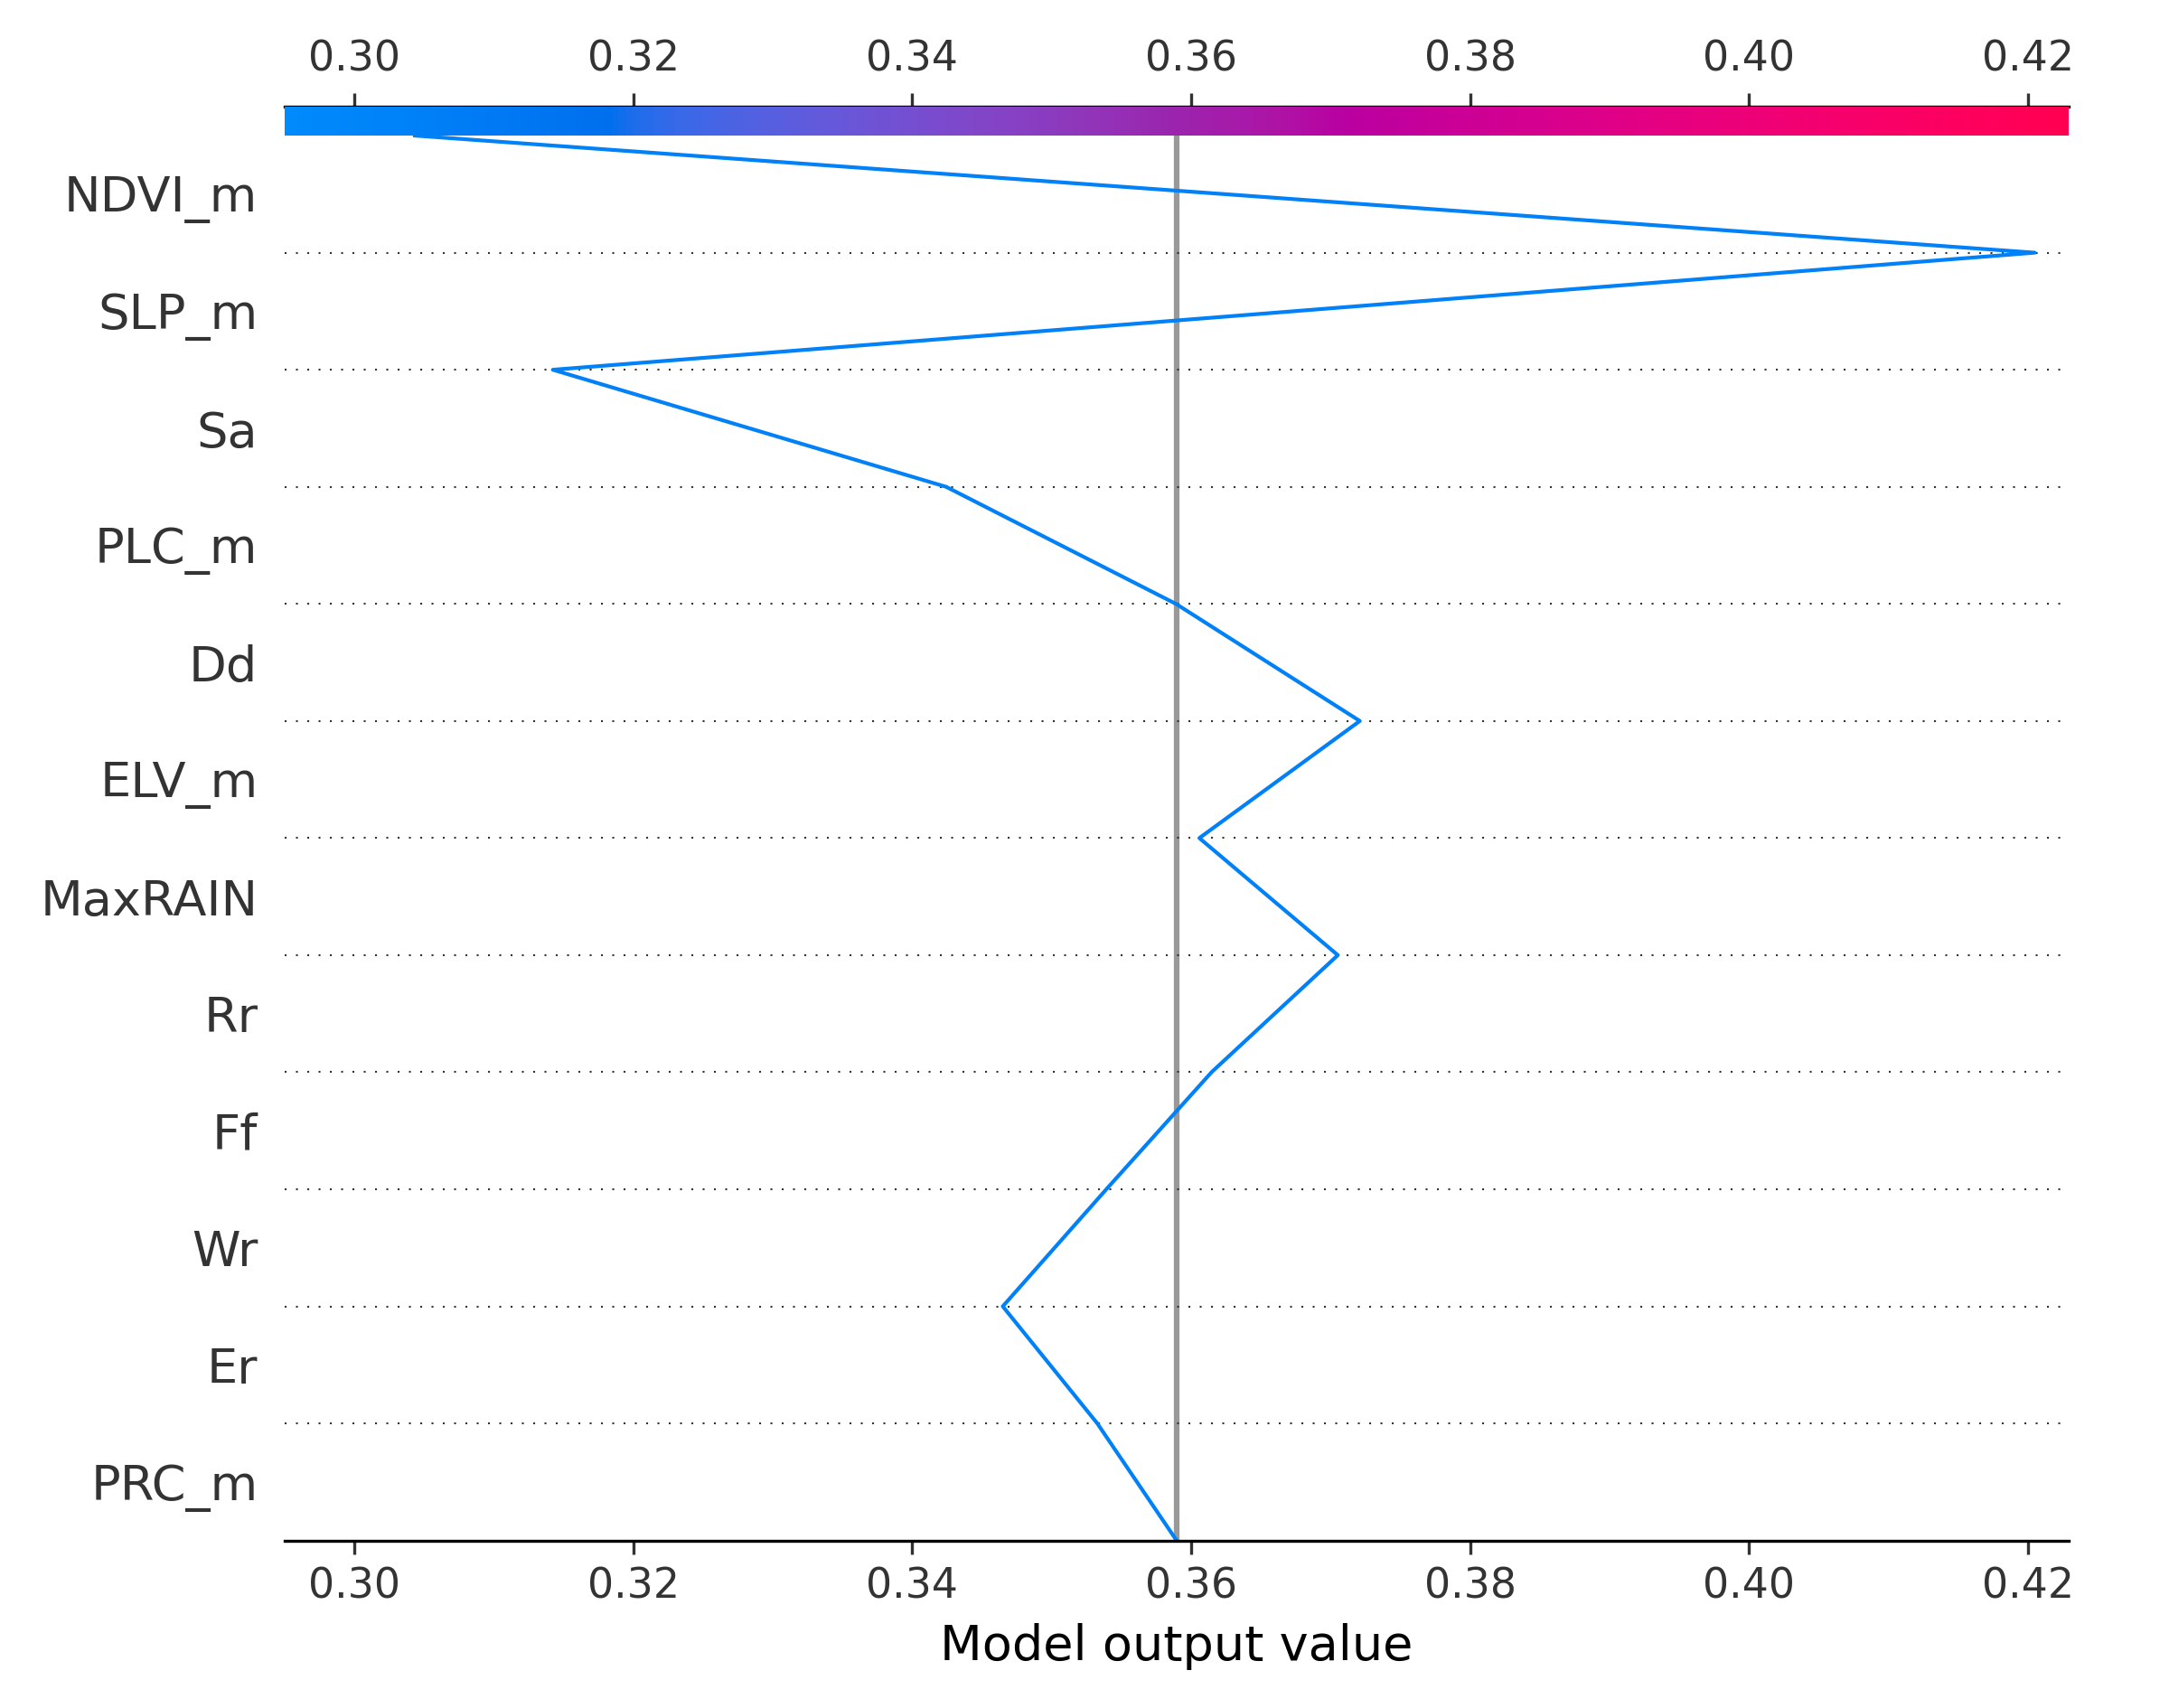 0.30 0.32 0.34 0.36 0.38 0.40 0.42
NDVI_m
SLP_m
Sa
PLC_m
Dd
ELV_m
MaxRAIN
Rr
Ff
Wr
Er
PRC_m
0.30 0.32 0.34 0.36 0.38 0.40 0.42
Model output value